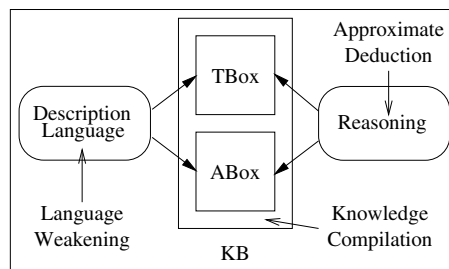 Approximate
Deduction
TBox
Description
Language
Reasoning
ABox
Language
Weakening
Knowledge
Compilation
KB